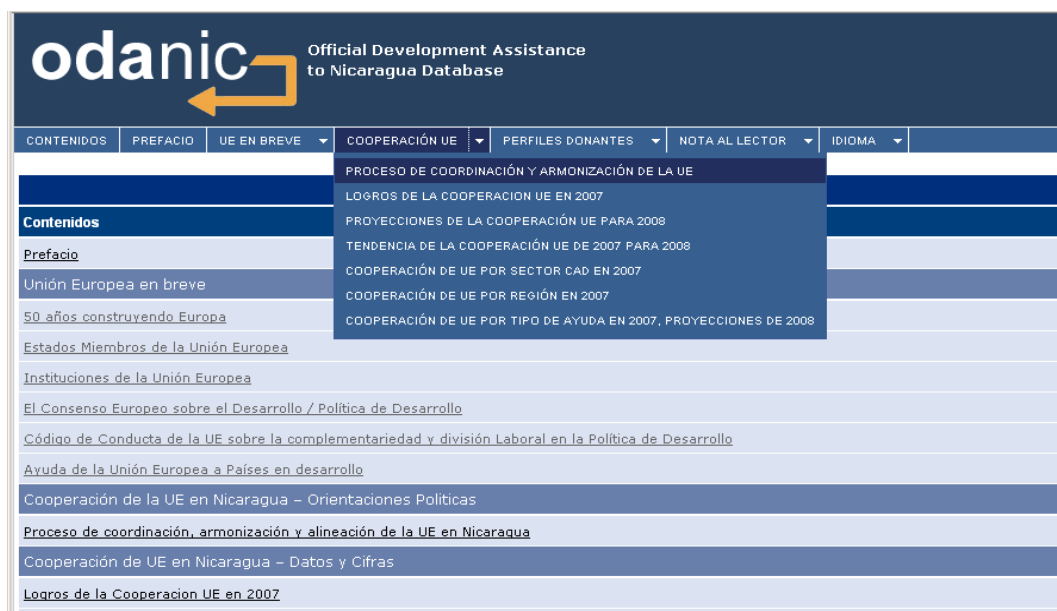 odanic
Official Development Assistance
to Nicaragua Database
CONTENIDOS PREFACIO UE EN BREVE COOPERACIÓN UE PERFILES DONANTES NOTA AL LECTOR IDIOMA
PROCESO DE COORDINACIÓN Y ARMONIZACIÓN DE LA UE
LOGROS DE LA COOPERACION UE EN 2007
PROYECCIONES DE LA COOPERACIÓN UE PARA 2008
TENDENCIA DE LA COOPERACIÓN UE DE 2007 PARA 2008
COOPERACIÓN DE UE POR SECTOR CAD EN 2007
COOPERACIÓN DE UE POR REGIÓN EN 2007
COOPERACIÓN DE UE POR TIPO DE AYUDA EN 2007, PROYECCIONES DE 2008
Contenidos
Prefacio
Unión Europea en breve
50 años construyendo Europa
Estados Miembros de la Unión Europea
Instituciones de la Unión Europea
El Consenso Europeo sobre el Desarrollo / Política de Desarrollo
Código de Conducta de la UE sobre la complementariedad y división Laboral en la Política de Desarrollo
Ayuda de la Unión Europea a Países en desarrollo
Cooperación de la UE en Nicaragua – Orientaciones Politicas
Proceso de coordinación, armonización y alineación de la UE en Nicaragua
Cooperación de UE en Nicaragua – Datos y Cifras
Logros de la Cooperacion UE en 2007